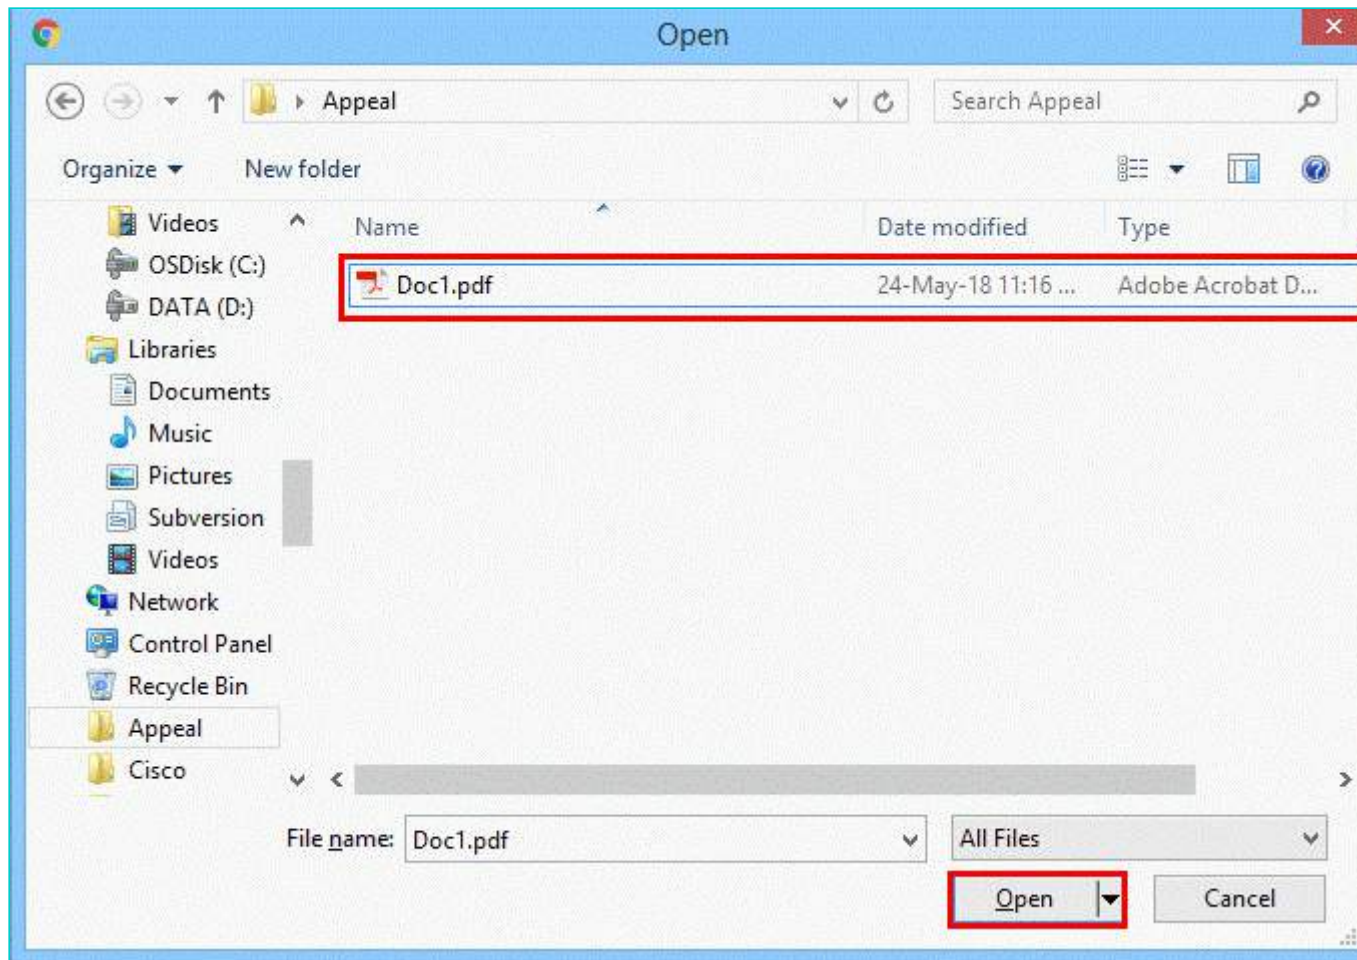 Open
Appeal
Search Appeal
Organize
New folder
Name
Date modified
Type
Doc1.pdf
24-May-18 11:16 ...
Adobe Acrobat D...
Videos
OSDisk (C:)
DATA (D:)
Libraries
Documents
Music
Pictures
Subversion
Videos
Network
Control Panel
Recycle Bin
Appeal
Cisco
File name:
Doc1.pdf
All Files
Open
Cancel